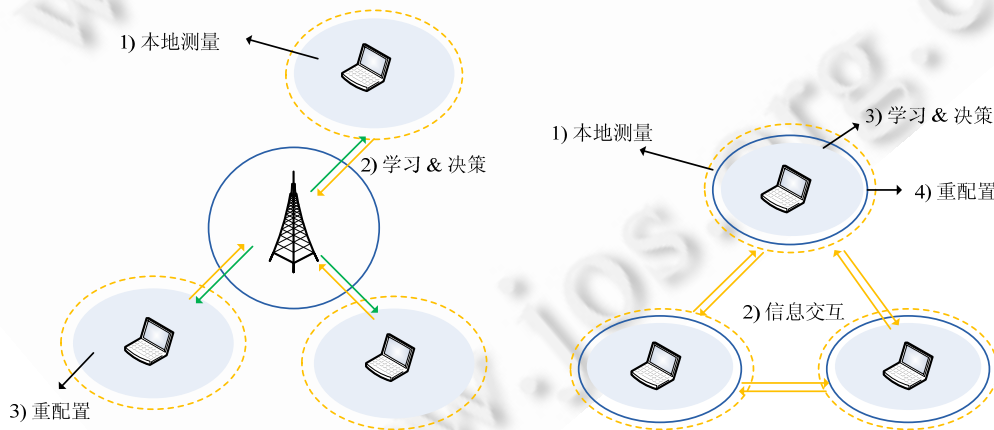 1) 本地测量
2) 学习 & 决策
3) 重配置
3) 学习 & 决策
1) 本地测量
4) 重配置
2) 信息交互